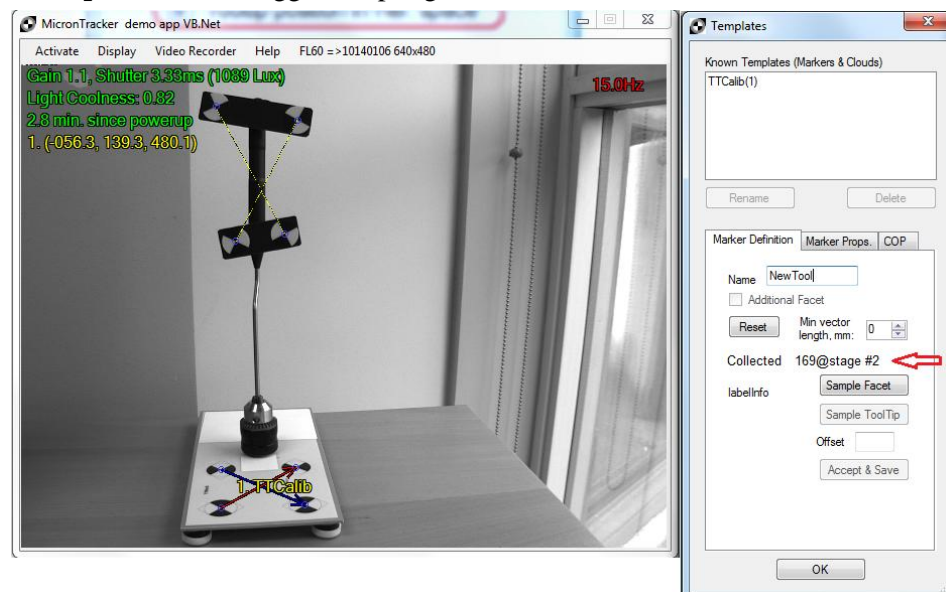 MicronTracker demo app VB.Net
Activate Display Video Recorder Help FL60 =>10140106 640x480
Gain 1.1, Shutter 3.33ms (1089 Lux)
15.0Hz
Light Coolness: 0.82
2.8 min. since powerup
1. (-056.3, 139.3, 480.1)
1. TTCalib
Templates
Known Templates (Markers & Clouds)
TTCalib(1)
Rename Delete
Marker Definition Marker Props. COP
Name NewTool
Additional Facet
Reset Min vector length, mm: 0
Collected 169@stage #2
labelInfo
Sample Facet
Sample ToolTip
Offset
Accept & Save
OK